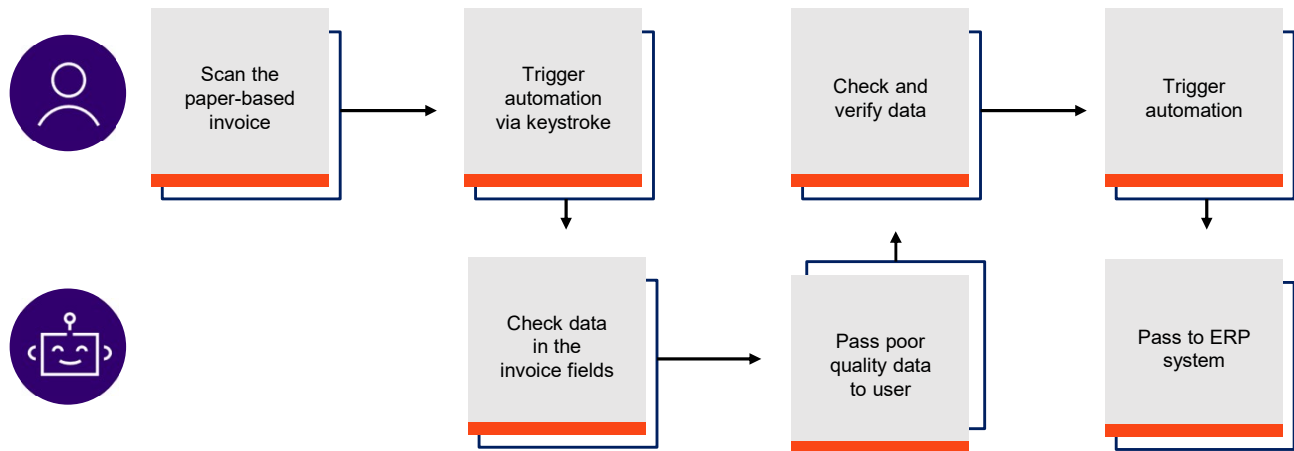 Scan the
paper-based
invoice
Trigger
automation
via keystroke
Check and
verify data
Trigger
automation
Check data
in the
invoice fields
Pass poor
quality data
to user
Pass to ERP
system